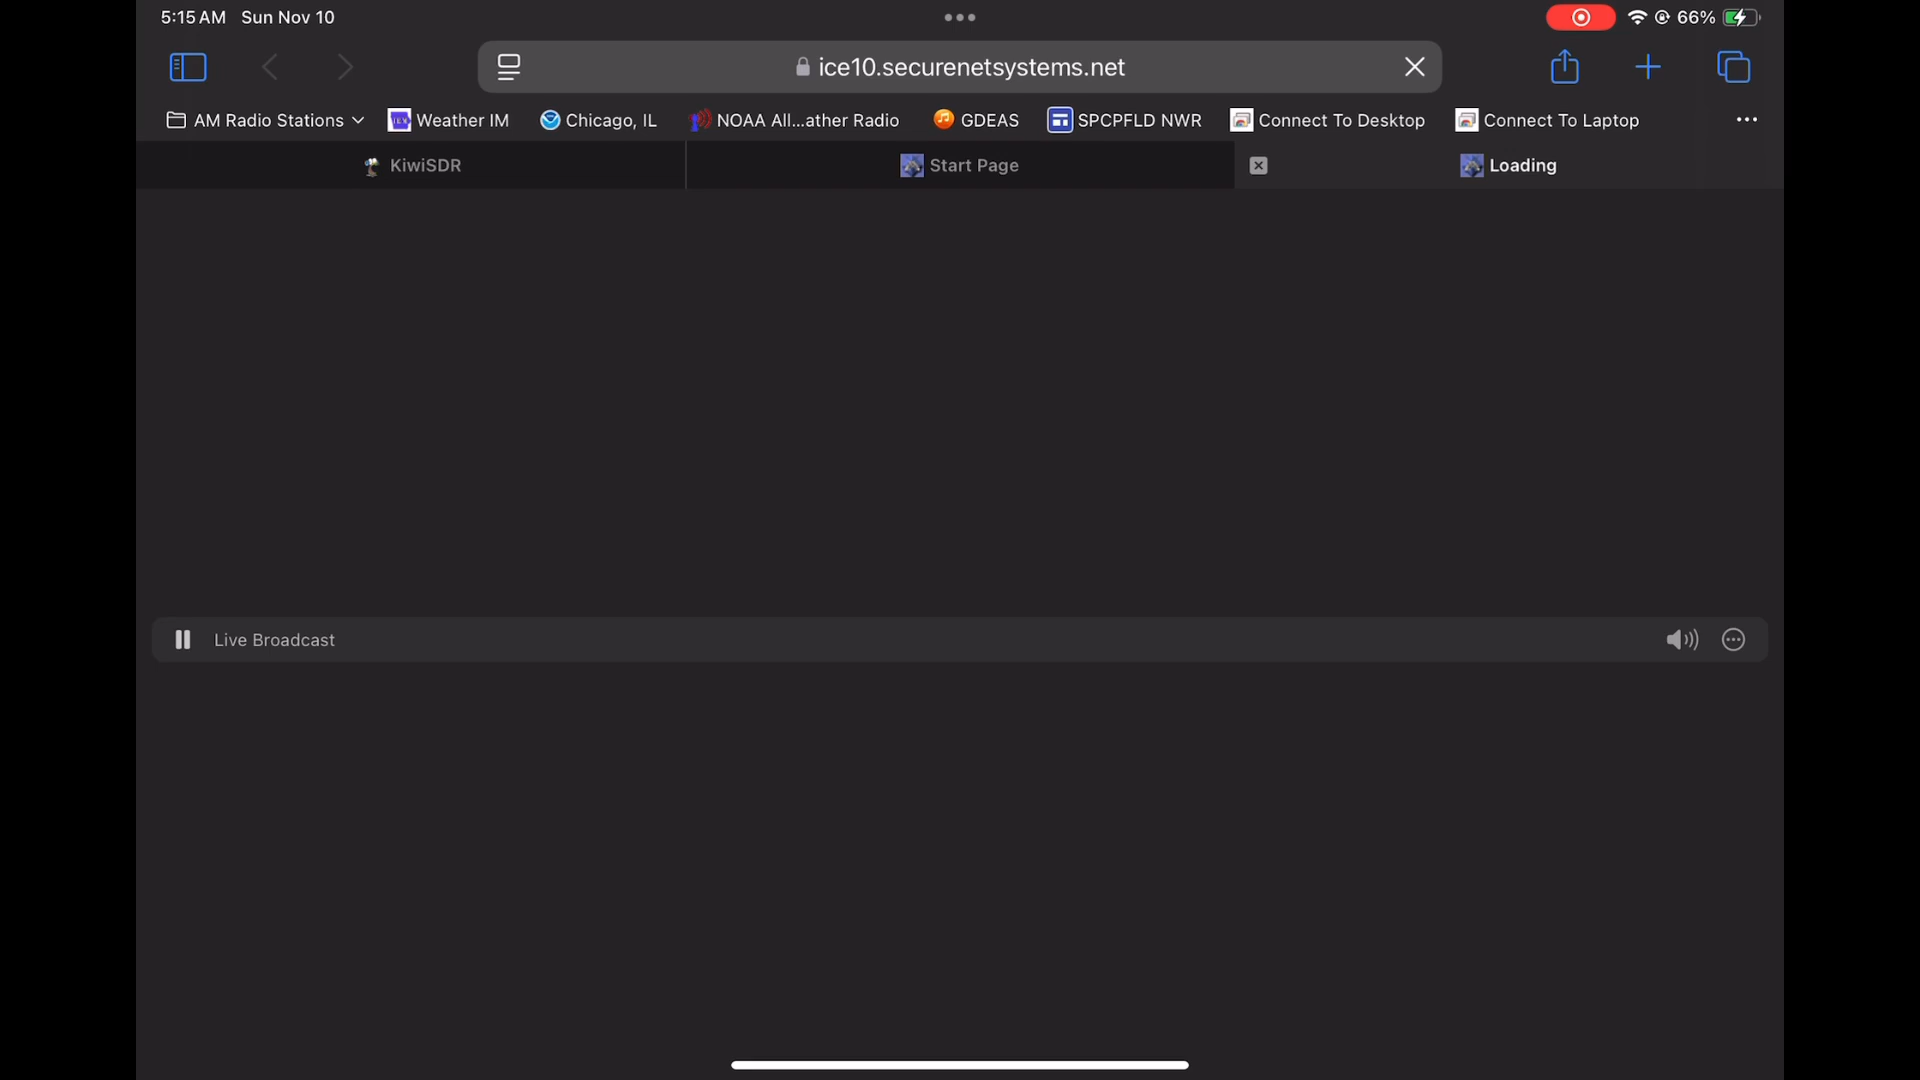 5:15 AM Sun Nov 10
66%
ice10.securenetsystems.net
AM Radio Stations
Weather IM
Chicago, IL
NOAA All...ather Radio
GDEAS
SPCPFLD NWR
Connect To Desktop
Connect To Laptop
KiwiSDR
Start Page
Loading
Live Broadcast